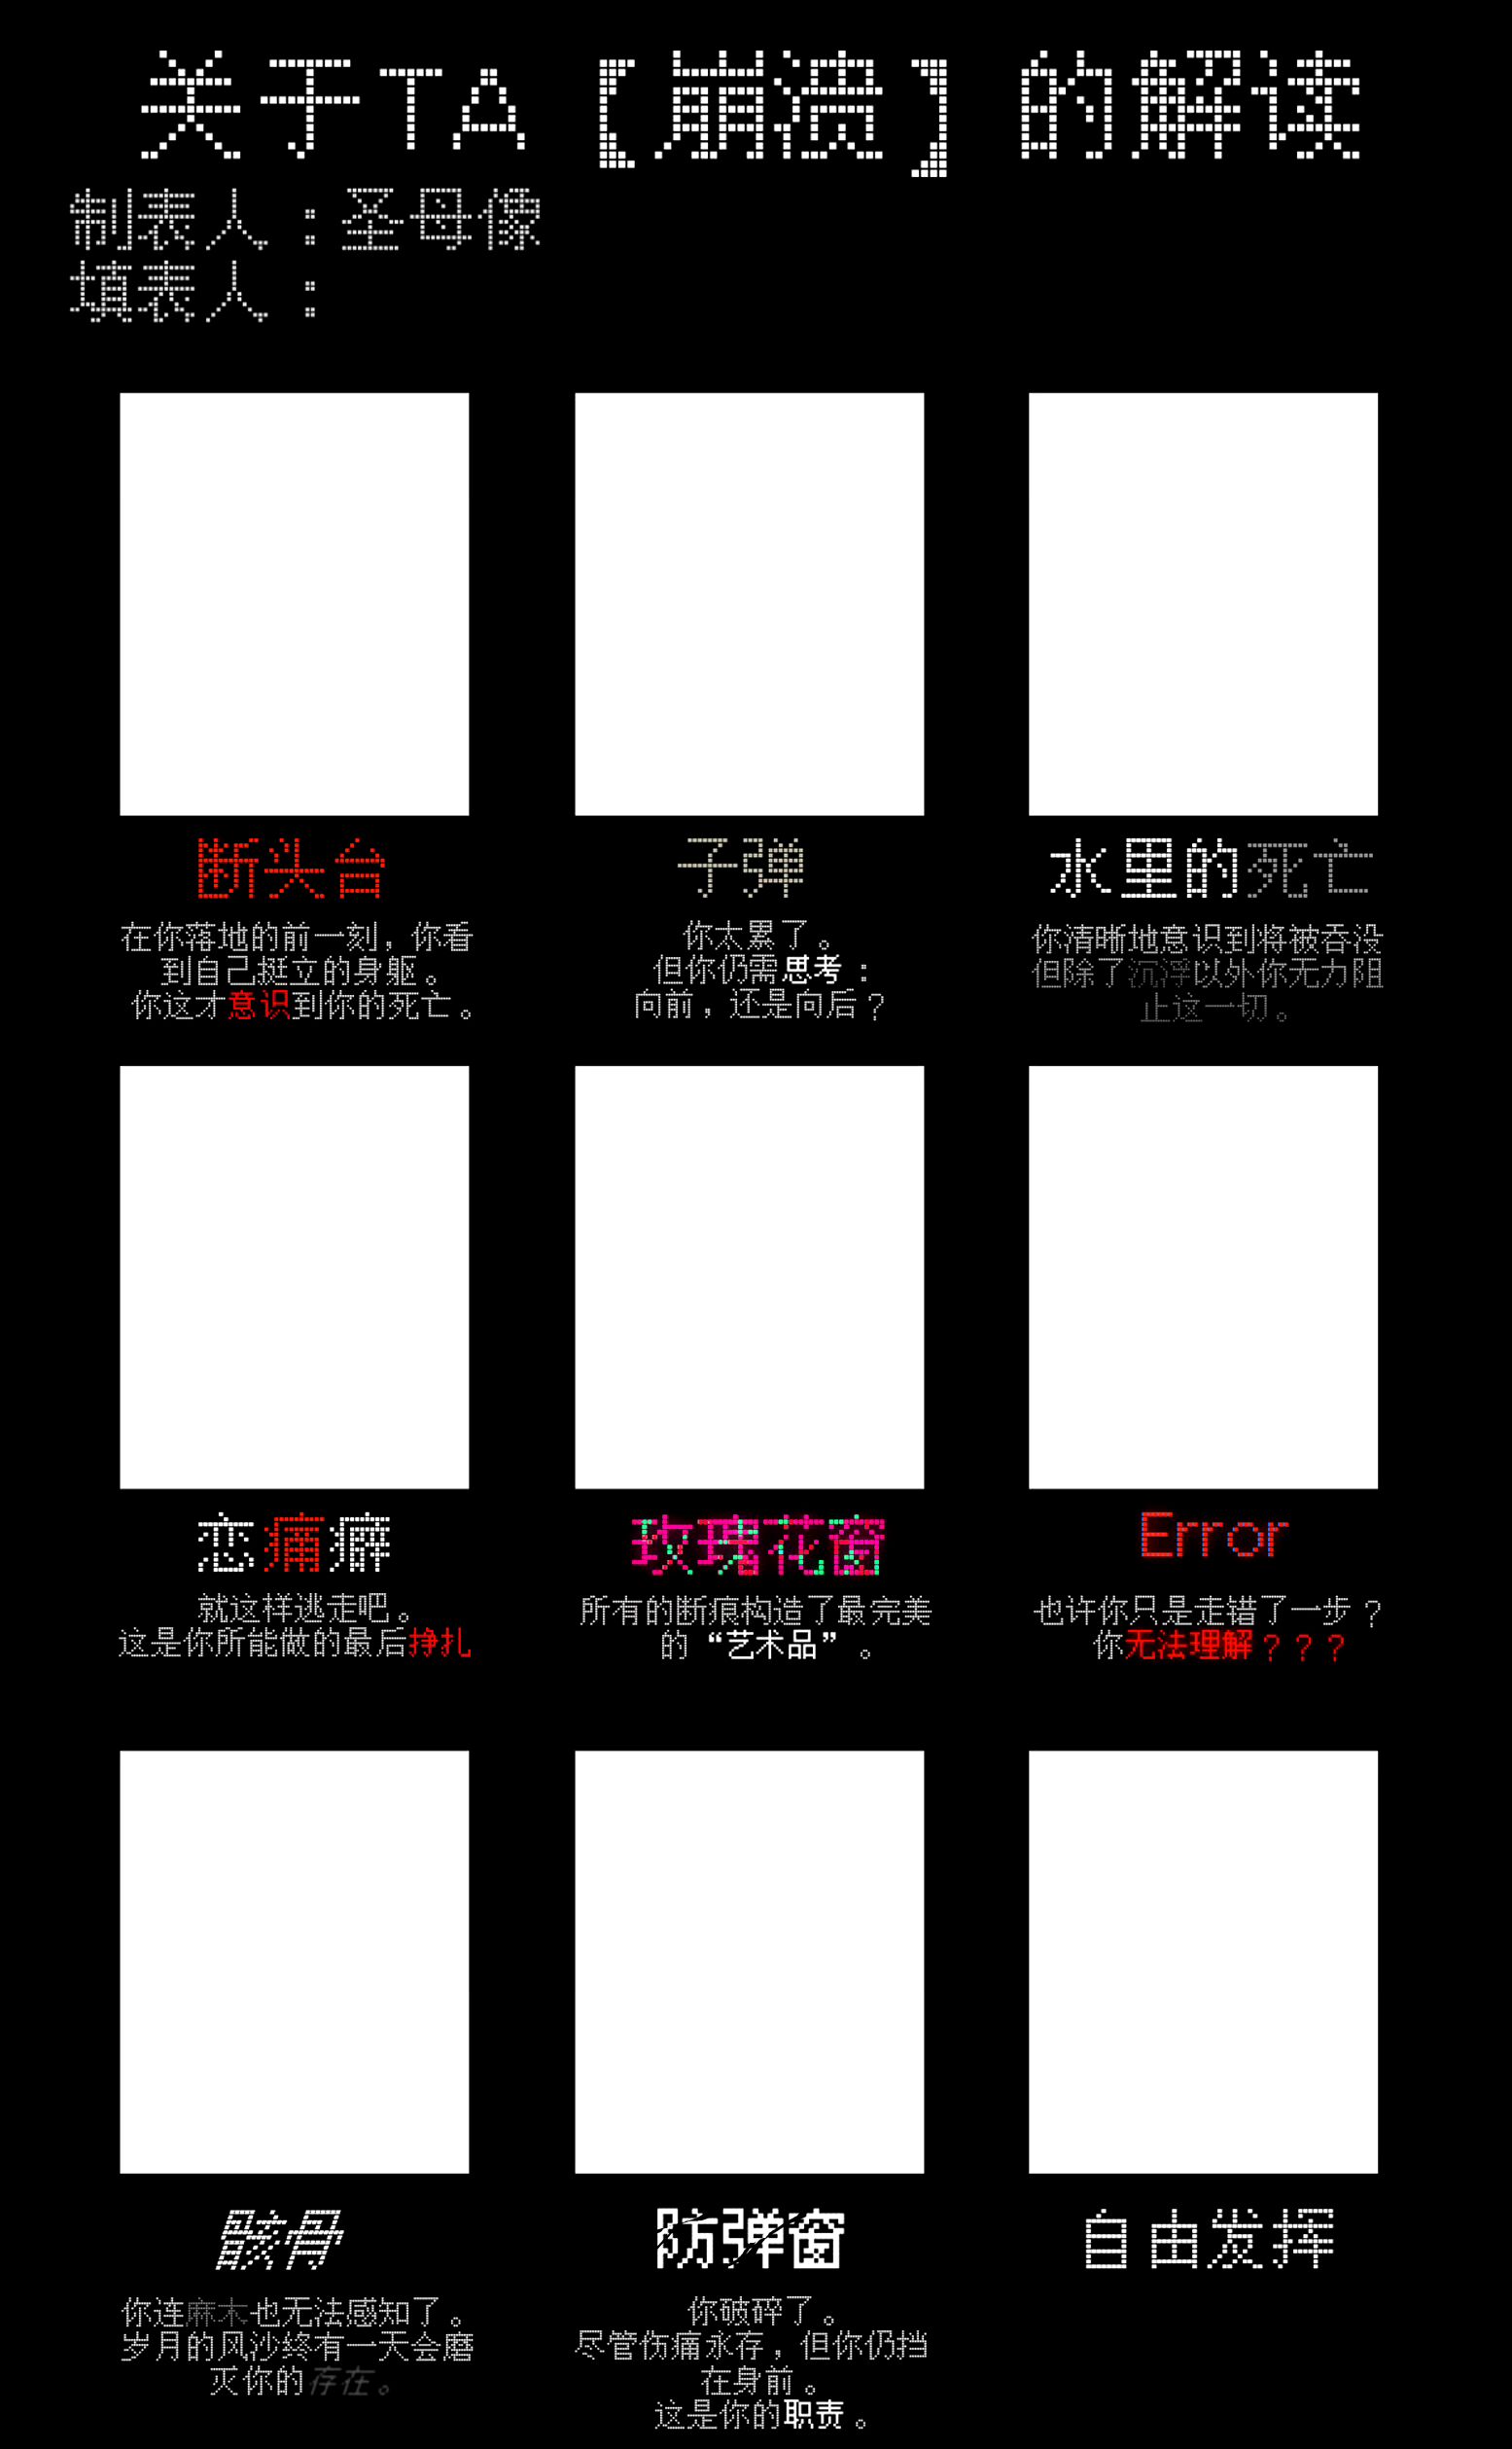 关于TA【崩溃】的解读
制表人：圣母像
填表人：
断头台
在你落地的前一刻，你看
到自己挺立的身躯。
你这才意识到你的死亡。
子弹
你太累了。
但你仍需思考：
向前，还是向后？
水里的死亡
你清晰地意识到将被吞没
但除了沉浮以外你无力阻
止这一切。
恋痛癖
就这样逃走吧。
这是你所能做的最后挣扎
玫瑰花窗
所有的断痕构造了最完美
的“艺术品”。
Error
也许你只是走错了一步？
你无法理解？？？
骸骨
你连麻木也无法感知了。
岁月的风沙终有一天会磨
灭你的存在。
防弹窗
你破碎了。
尽管伤痛永存，但你仍挡
在身前。
这是你的职责。
自由发挥